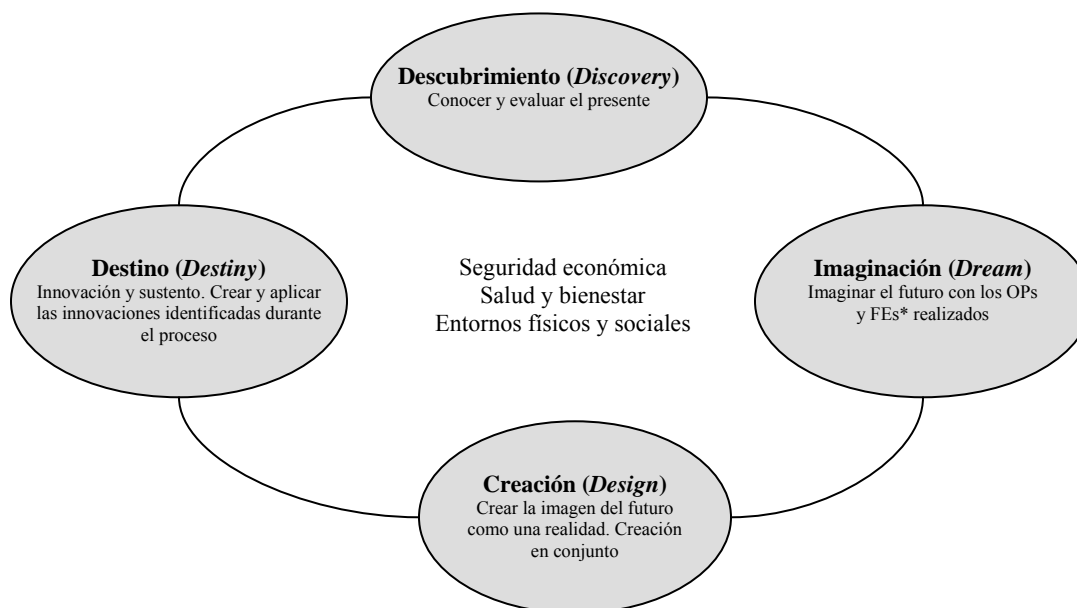 Descubrimiento (Discovery)
Conocer y evaluar el presente
Destino (Destiny)
Innovación y sustento. Crear y aplicar
las innovaciones identificadas durante
el proceso
Seguridad económica
Salud y bienestar
Entornos físicos y sociales
Imaginación (Dream)
Imaginar el futuro con los OPs
y FEs* realizados
Creación (Design)
Crear la imagen del futuro
como una realidad. Creación
en conjunto